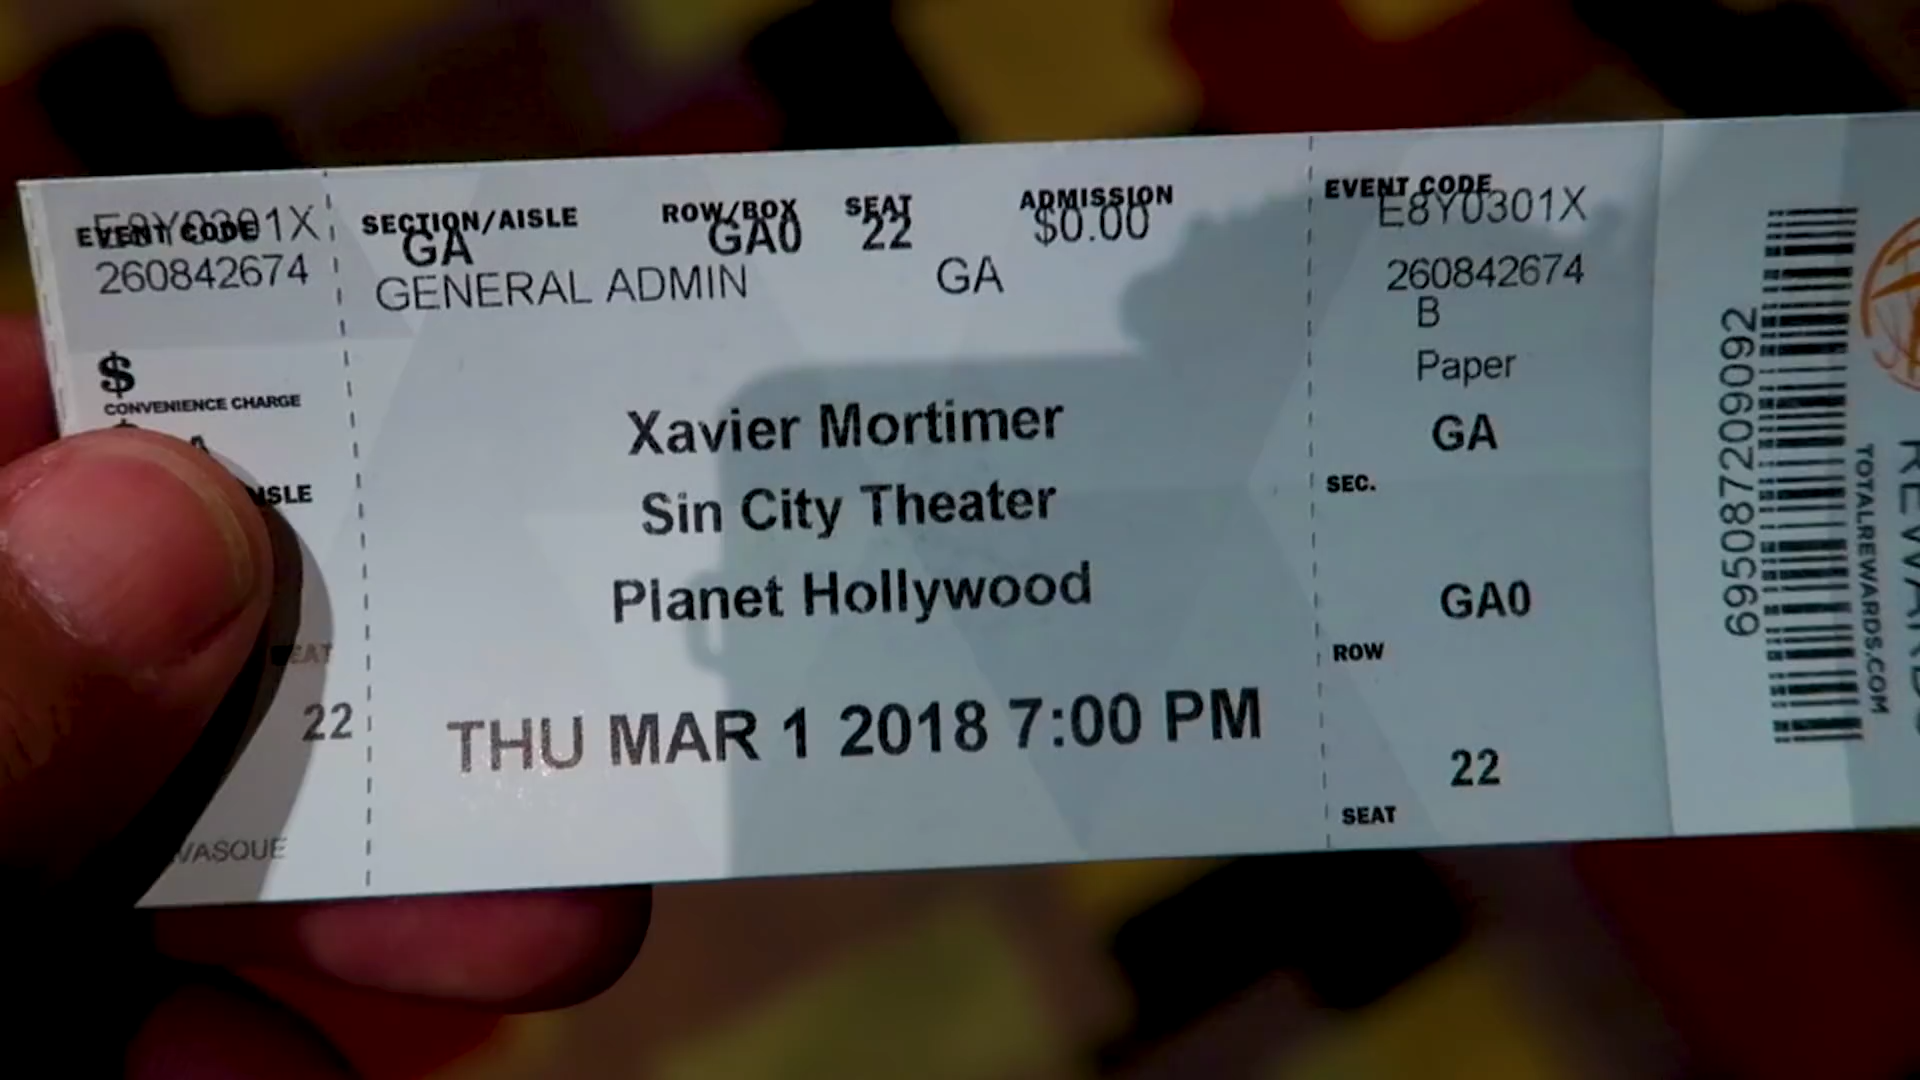 EVENT CODE
E8Y0301X
260842674
$
CONVENIENCE CHARGE
22
SECTION/AISLE ROW/BOX SEAT ADMISSION
GA GA0 22 $0.00
GENERAL ADMIN GA
Xavier Mortimer
Sin City Theater
Planet Hollywood
THU MAR 1 2018 7:00 PM
EVENT CODE
E8Y0301X
260842674
B
Paper
GA
SEC.
GA0
ROW
22
SEAT
695087209092
TOTALREWARDS.COM